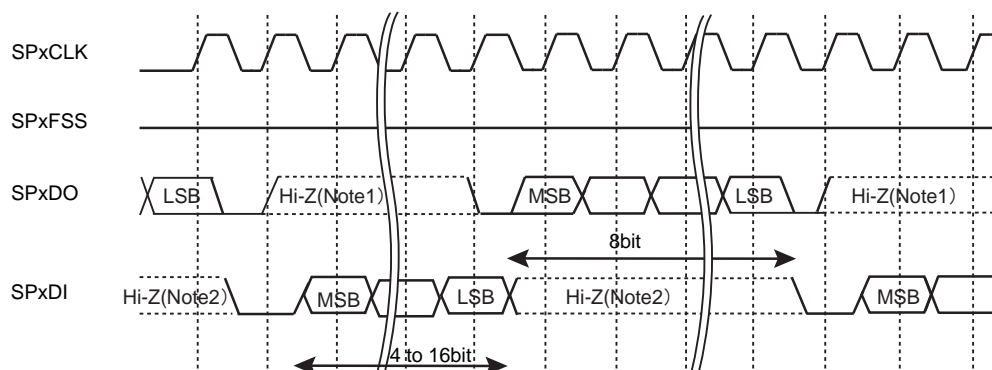 SPxCLK
SPxFSS
SPxDO
LSB
Hi-Z(Note1)
MSB
LSB
Hi-Z(Note1)
8bit
SPxDI
Hi-Z(Note2)
MSB
LSB
Hi-Z(Note2)
MSB
4 to 16bit